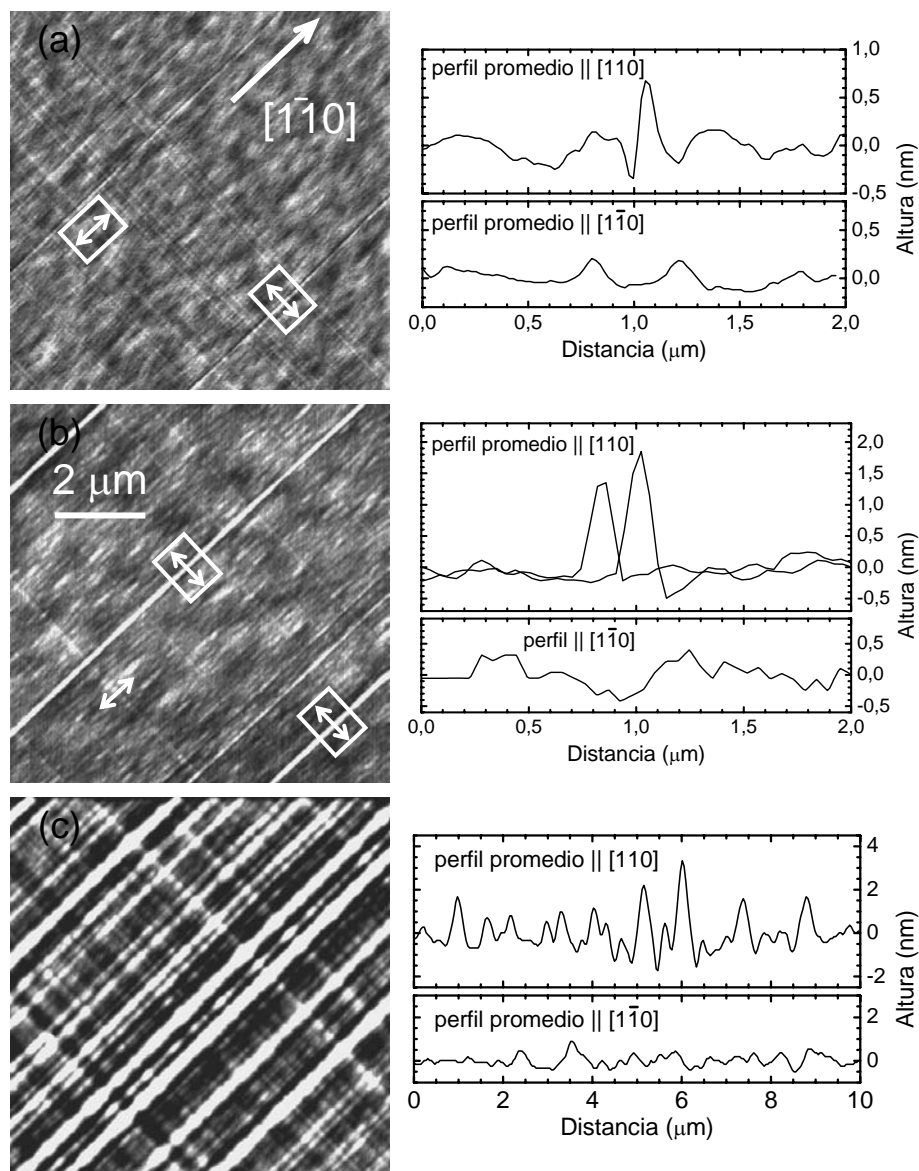 (a)
[11̄0]
perfil promedio || [110]
1,0
0,5
0,0
-0,5
perfil promedio || [11̄0]
0,0
Altura (nm)
0,0 0,5 1,0 1,5 2,0
Distancia (μm)
(b)
2 μm
perfil promedio || [110]
2,0
1,5
1,0
0,5
0,0
-0,5
perfil || [11̄0]
0,5
0,0
-0,5
Altura (nm)
0,0 0,5 1,0 1,5 2,0
Distancia (μm)
(c)
perfil promedio || [110]
4
2
0
-2
perfil promedio || [11̄0]
2
0
Altura (nm)
0 2 4 6 8 10
Distancia (μm)